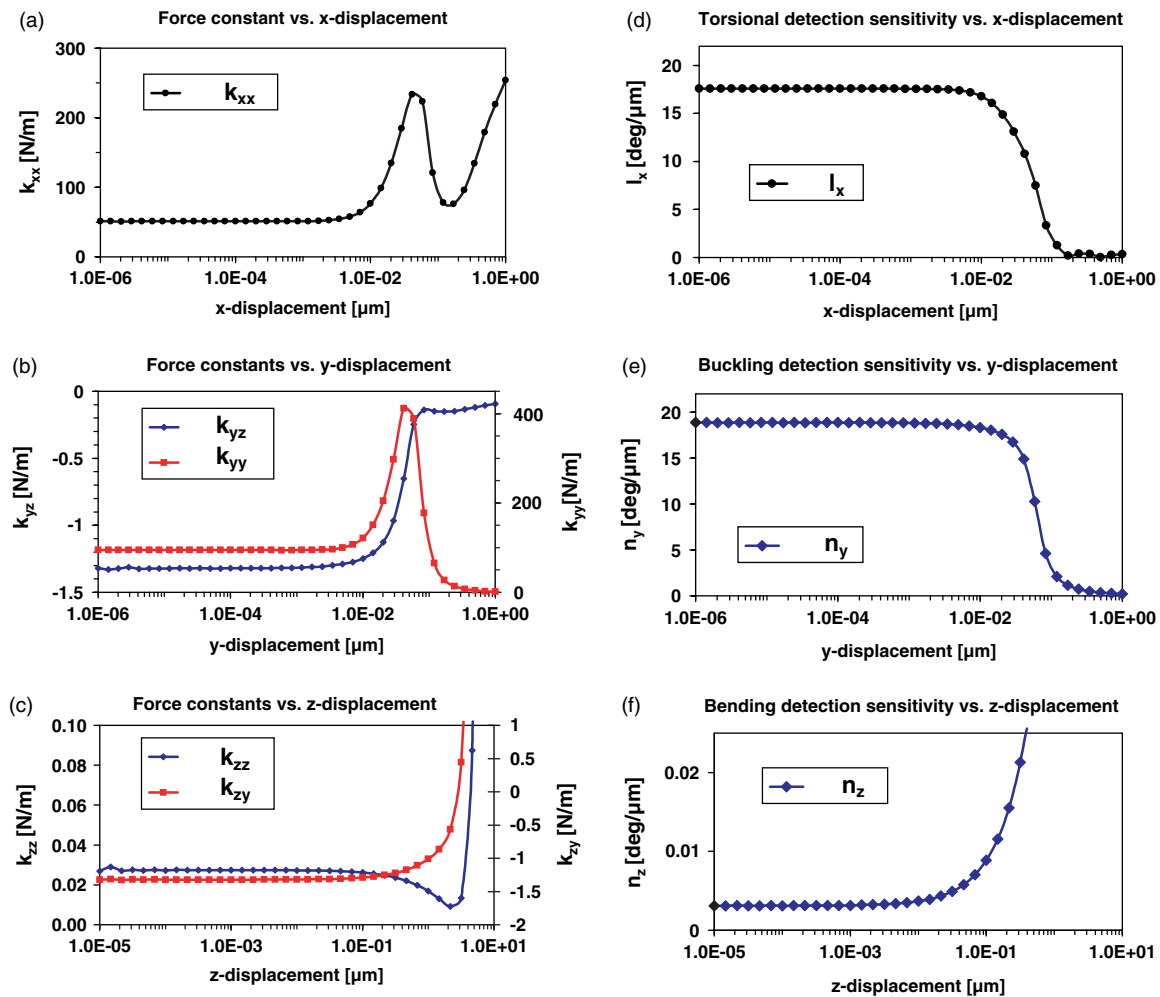 (a) Force constant vs. x-displacement
300
250
200
150
100
50
0
k_xx [N/m]
k_xx
1.0E-06 1.0E-04 1.0E-02 1.0E+00
x-displacement [µm]
(d) Torsional detection sensitivity vs. x-displacement
20
15
10
5
0
l_x [deg/µm]
l_x
1.0E-06 1.0E-04 1.0E-02 1.0E+00
x-displacement [µm]
(b) Force constants vs. y-displacement
0
-0.5
-1
-1.5
k_yz [N/m]
k_yz
k_yy
400
200
0
k_yy[N/m]
1.0E-06 1.0E-04 1.0E-02 1.0E+00
y-displacement [µm]
(e) Buckling detection sensitivity vs. y-displacement
20
15
10
5
0
n_y [deg/µm]
n_y
1.0E-06 1.0E-04 1.0E-02 1.0E+00
y-displacement [µm]
(c) Force constants vs. z-displacement
0.10
0.08
0.06
0.04
0.02
0.00
k_zz [N/m]
k_zz
k_zy
1
0.5
0
-0.5
-1
-1.5
-2
k_zy [N/m]
1.0E-05 1.0E-03 1.0E-01 1.0E+01
z-displacement [µm]
(f) Bending detection sensitivity vs. z-displacement
0.02
0.01
0
n_z [deg/µm]
n_z
1.0E-05 1.0E-03 1.0E-01 1.0E+01
z-displacement [µm]